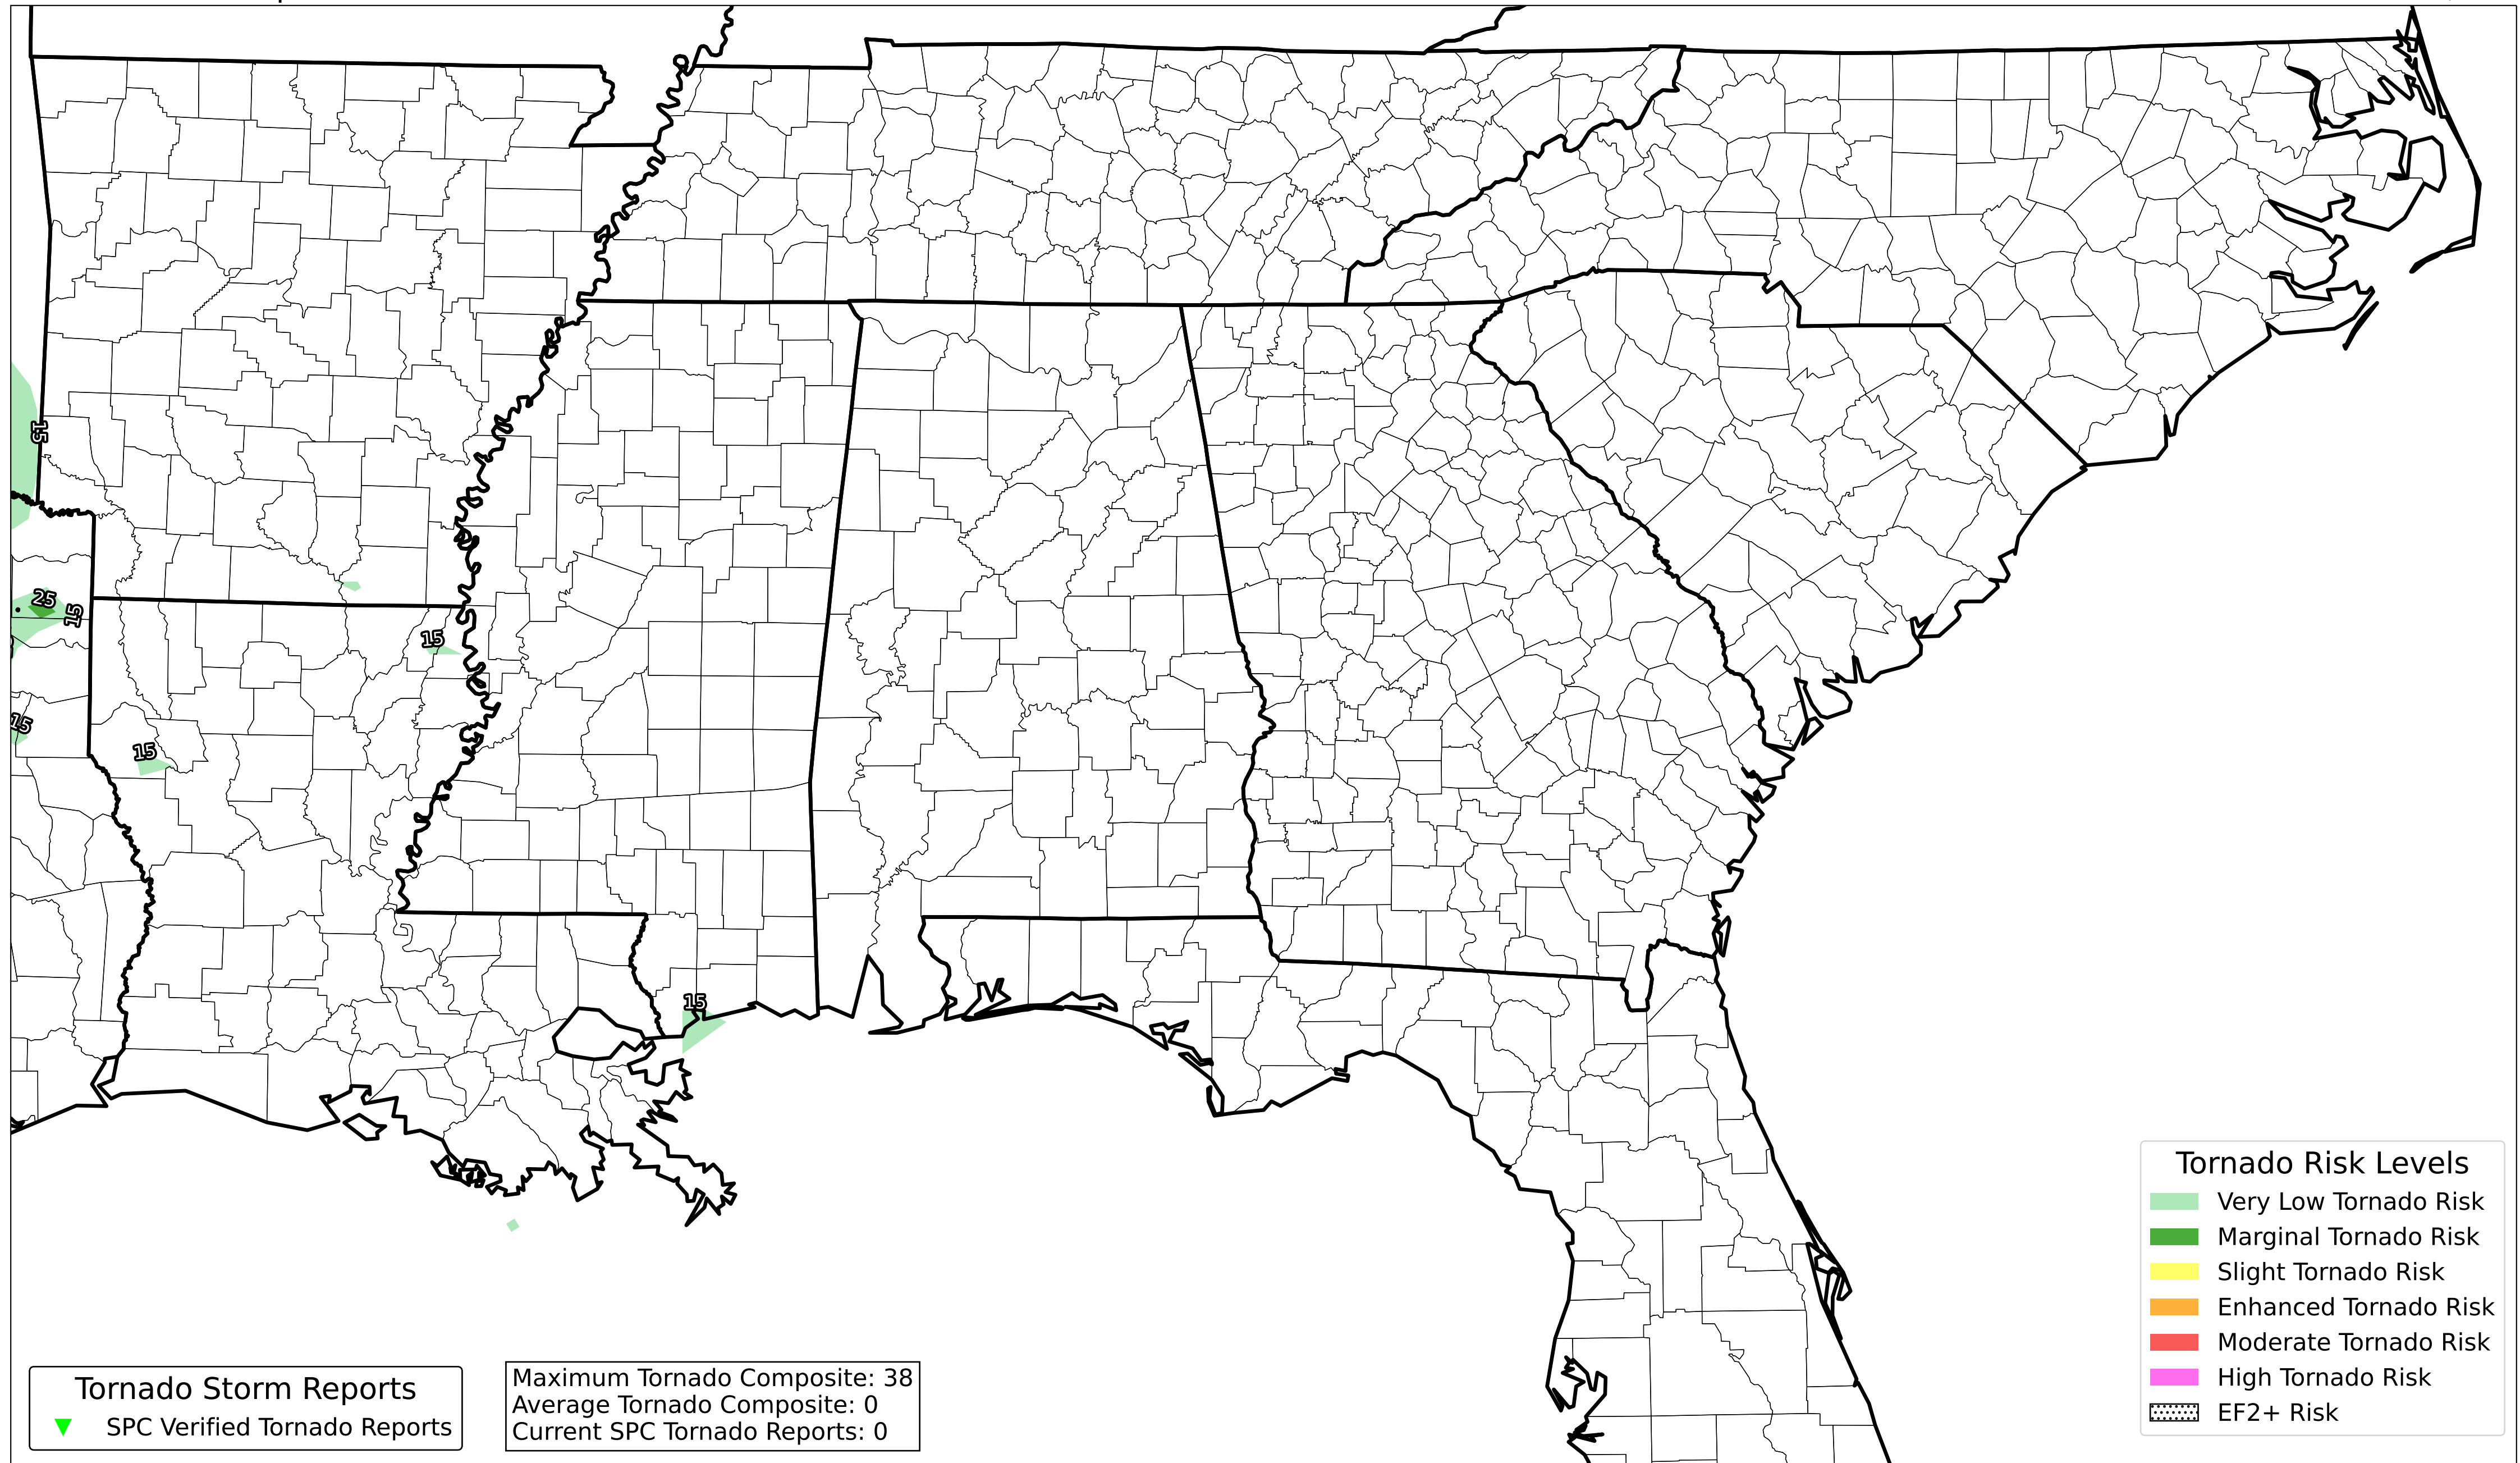 15
25
15
15
15
15
15
Tornado Risk Levels
Very Low Tornado Risk
Marginal Tornado Risk
Slight Tornado Risk
Enhanced Tornado Risk
Moderate Tornado Risk
High Tornado Risk
EF2+ Risk
Tornado Storm Reports
SPC Verified Tornado Reports
Maximum Tornado Composite: 38
Average Tornado Composite: 0
Current SPC Tornado Reports: 0